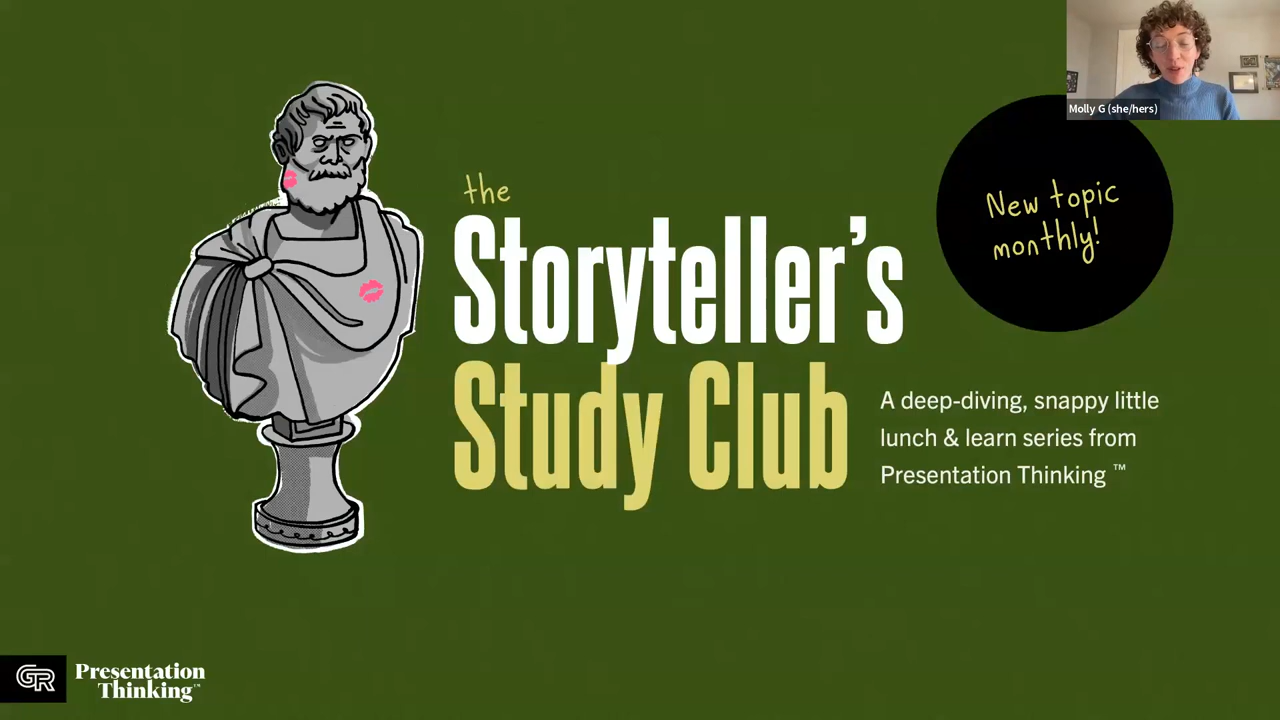 Molly G (she/hers)
New topic
monthly!
the
Storyteller's
Study Club
A deep-diving, snappy little
lunch & learn series from
Presentation Thinking ™
GR
Presentation
Thinking™